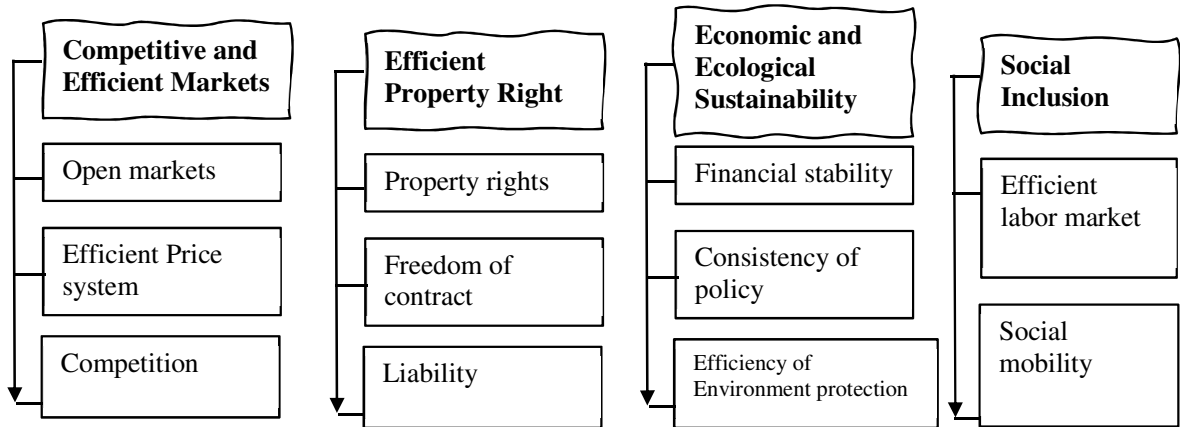 Competitive and
Efficient Markets
Open markets
Efficient Price
system
Competition
Efficient
Property Right
Property rights
Freedom of
contract
Liability
Economic and
Ecological
Sustainability
Financial stability
Consistency of
policy
Efficiency of
Environment protection
Social
Inclusion
Efficient
labor market
Social
mobility